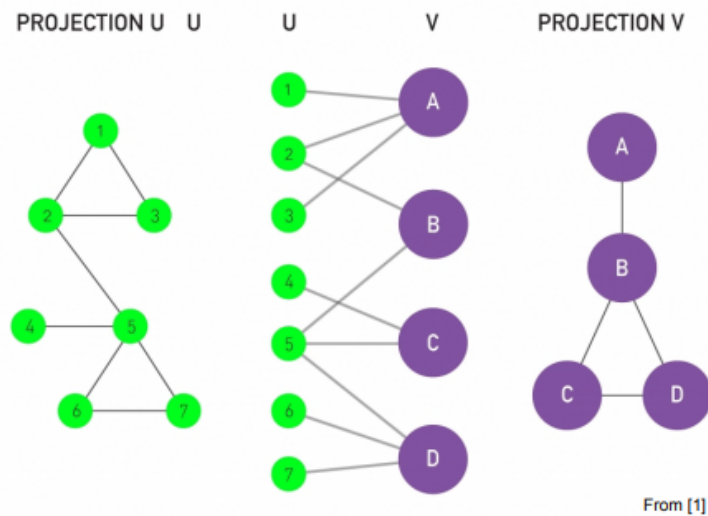 PROJECTION U U U V PROJECTION V
1
2 3
4 5
6 7
1
2
3
4
5
6
7
A
B
C
D
A
B
C D
From [1]